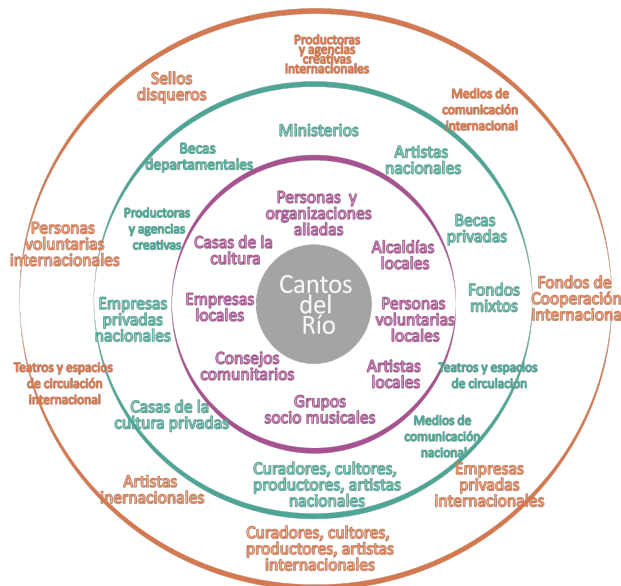 Productoras
y agencias
creativas
internacionales
Sellos
disqueros
Medios de
comunicación
internacional
Ministerios
Becas
departamentales
Artistas
nacionales
Personas y
organizaciones
aliadas
Productoras
y agencias
creativas
Becas
privadas
Personas
voluntarias
internacionales
Casas de la
cultura
Alcaldías
locales
Cantos
del
Río
Fondos de
Cooperación
Internaciona
Fondos
mixtos
Empresas
privadas
nacionales
Empresas
locales
Personas
voluntarias
locales
Consejos
comunitarios
Artistas
locales
Teatros y espacios
de circulación
internacional
Teatros y espacios
de circulación
Grupos
socio musicales
Casas de la
cultura privadas
Medios de
comunicación
nacional
Curadores, cultores,
productores, artistas
nacionales
Empresas
privadas
internacionales
Artistas
inernacionales
Curadores, cultores,
productores, artistas
internacionales